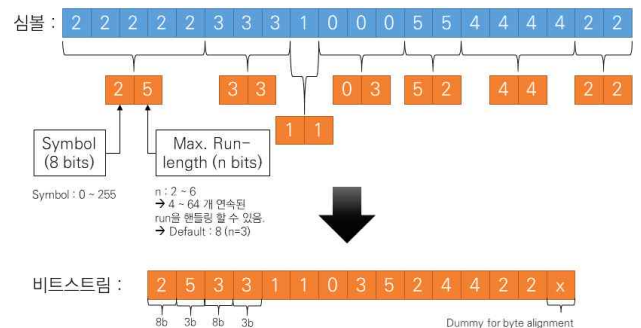 심볼 : 2 2 2 2 2 3 3 3 1 0 0 0 5 5 4 4 4 4 2 2
2 5 3 3 0 3 5 2 4 4 2 2
1 1
Symbol
(8 bits)
Max. Run-
length (n bits)
Symbol : 0 ~ 255
n : 2 ~ 6
→ 4 ~ 64 개 연속된
run을 핸들링 할 수 있음.
→ Default : 8 (n=3)
비트스트림 : 2 5 3 3 1 1 0 3 5 2 4 4 2 2 x
8b 3b 8b 3b Dummy for byte alignment